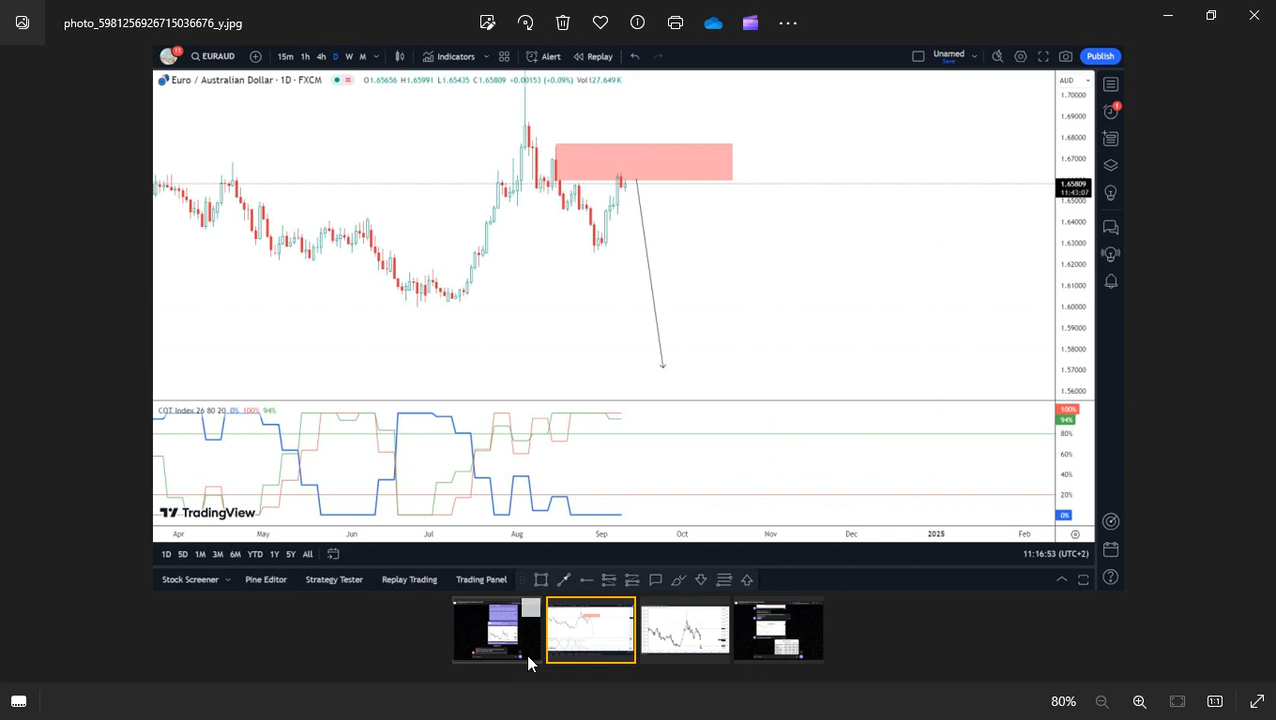 photo_5981256926715036676_y.jpg
11
EURAUD
15m 1h 4h D W M
Indicators
Alert
Replay
Unamed
Save
Publish
Euro / Australian Dollar · 1D · FXCM
O1.65656 H1.65991 L1.65435 C1.65809 +0.00153 (+0.09%) Vol127.649K
AUD
1.70000
1.69000
1.68000
1.67000
1.65809
11:43:07
1.65000
1.64000
1.63000
1.62000
1.61000
1.60000
1.59000
1.58000
1.57000
1.56000
1
COT Index 26 80 20 0% 100% 94%
100%
94%
80%
60%
40%
20%
0%
TradingView
Apr May Jun Jul Aug Sep Oct Nov Dec 2025 Feb
1D 5D 1M 3M 6M YTD 1Y 5Y All
11:16:53 (UTC+2)
Stock Screener Pine Editor Strategy Tester Replay Trading Trading Panel
80%
1:1